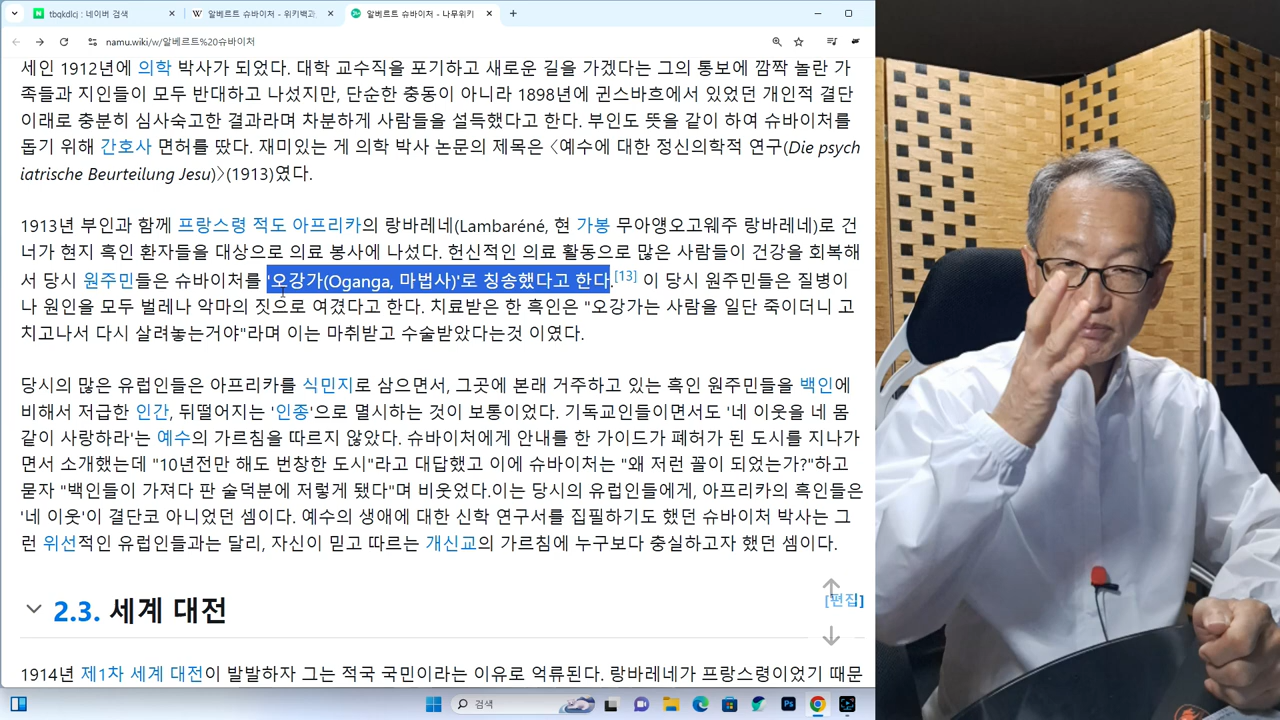 tbqkdlcj : 네이버 검색
알베르트 슈바이처 - 위키백과
알베르트 슈바이처 - 나무위키
namu.wiki/w/알베르트%20슈바이처
세인 1912년에 의학 박사가 되었다. 대학 교수직을 포기하고 새로운 길을 가겠다는 그의 통보에 깜짝 놀란 가
족들과 지인들이 모두 반대하고 나섰지만, 단순한 충동이 아니라 1898년에 귄스바흐에서 있었던 개인적 결단
이래로 충분히 심사숙고한 결과라며 차분하게 사람들을 설득했다고 한다. 부인도 뜻을 같이 하여 슈바이처를
돕기 위해 간호사 면허를 땄다. 재미있는 게 의학 박사 논문의 제목은 〈예수에 대한 정신의학적 연구(Die psych
iatrische Beurteilung Jesu)〉(1913)였다.
1913년 부인과 함께 프랑스령 적도 아프리카의 랑바레네(Lambaréné, 현 가봉 무아얭오고웨주 랑바레네)로 건
너가 현지 흑인 환자들을 대상으로 의료 봉사에 나섰다. 헌신적인 의료 활동으로 많은 사람들이 건강을 회복해
서 당시 원주민들은 슈바이처를 '오강가(Oganga, 마법사)'로 칭송했다고 한다.[13] 이 당시 원주민들은 질병이
나 원인을 모두 벌레나 악마의 짓으로 여겼다고 한다. 치료받은 한 흑인은 "오강가는 사람을 일단 죽이더니 고
치고나서 다시 살려놓는거야"라며 이는 마취받고 수술받았다는것 이였다.
당시의 많은 유럽인들은 아프리카를 식민지로 삼으면서, 그곳에 본래 거주하고 있는 흑인 원주민들을 백인에
비해서 저급한 인간, 뒤떨어지는 '인종'으로 멸시하는 것이 보통이었다. 기독교인들이면서도 '네 이웃을 네 몸
같이 사랑하라'는 예수의 가르침을 따르지 않았다. 슈바이처에게 안내를 한 가이드가 폐허가 된 도시를 지나가
면서 소개했는데 "10년전만 해도 번창한 도시"라고 대답했고 이에 슈바이처는 "왜 저런 꼴이 되었는가?"하고
묻자 "백인들이 가져다 판 술덕분에 저렇게 됐다"며 비웃었다.이는 당시의 유럽인들에게, 아프리카의 흑인들은
'네 이웃'이 결단코 아니었던 셈이다. 예수의 생애에 대한 신학 연구서를 집필하기도 했던 슈바이처 박사는 그
런 위선적인 유럽인들과는 달리, 자신이 믿고 따르는 개신교의 가르침에 누구보다 충실하고자 했던 셈이다.
2.3. 세계 대전
[편집]
1914년 제1차 세계 대전이 발발하자 그는 적국 국민이라는 이유로 억류된다. 랑바레네가 프랑스령이었기 때문
검색